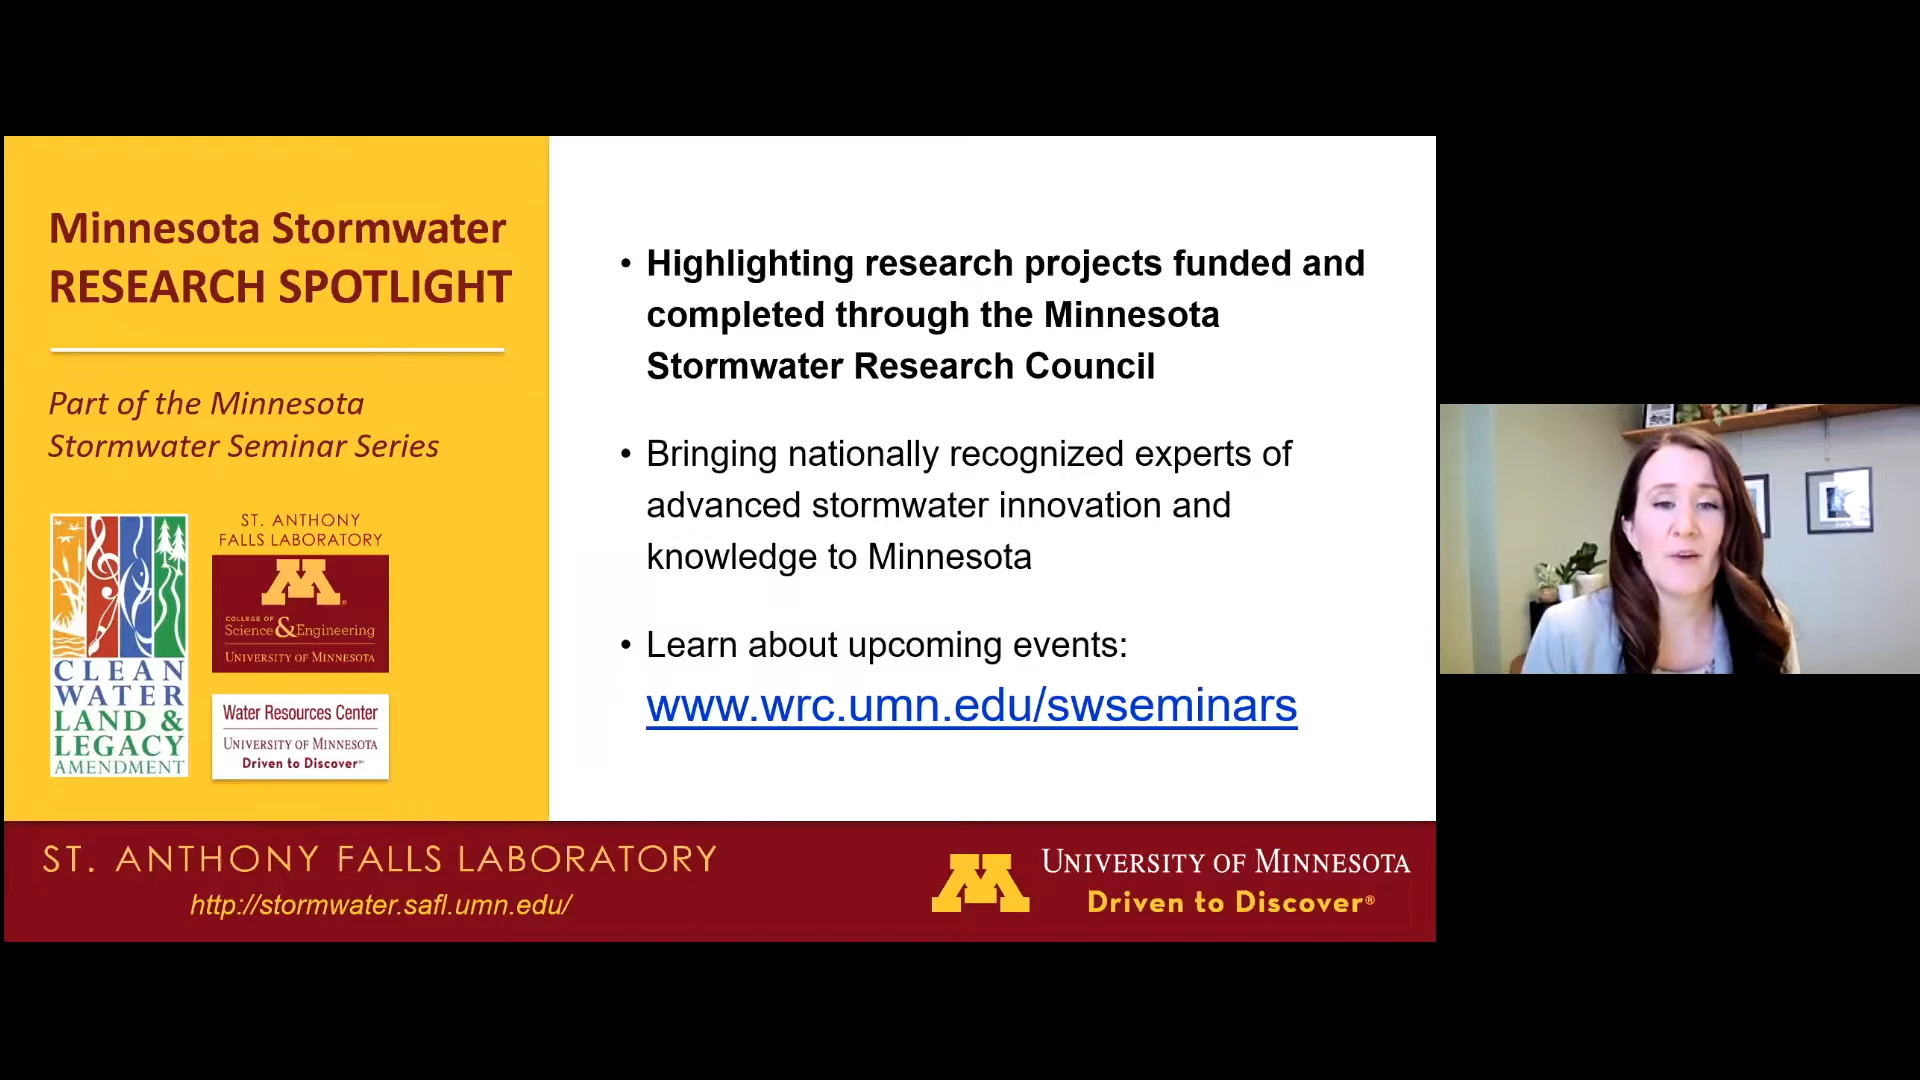 Minnesota Stormwater
RESEARCH SPOTLIGHT
Part of the Minnesota
Stormwater Seminar Series
CLEAN
WATER
LAND &
LEGACY
AMENDMENT
ST. ANTHONY
FALLS LABORATORY
COLLEGE OF
Science & Engineering
UNIVERSITY OF MINNESOTA
Water Resources Center
UNIVERSITY OF MINNESOTA
Driven to Discover℠
• Highlighting research projects funded and
completed through the Minnesota
Stormwater Research Council
• Bringing nationally recognized experts of
advanced stormwater innovation and
knowledge to Minnesota
• Learn about upcoming events:
www.wrc.umn.edu/swseminars
ST. ANTHONY FALLS LABORATORY
http://stormwater.safl.umn.edu/
UNIVERSITY OF MINNESOTA
Driven to Discover®